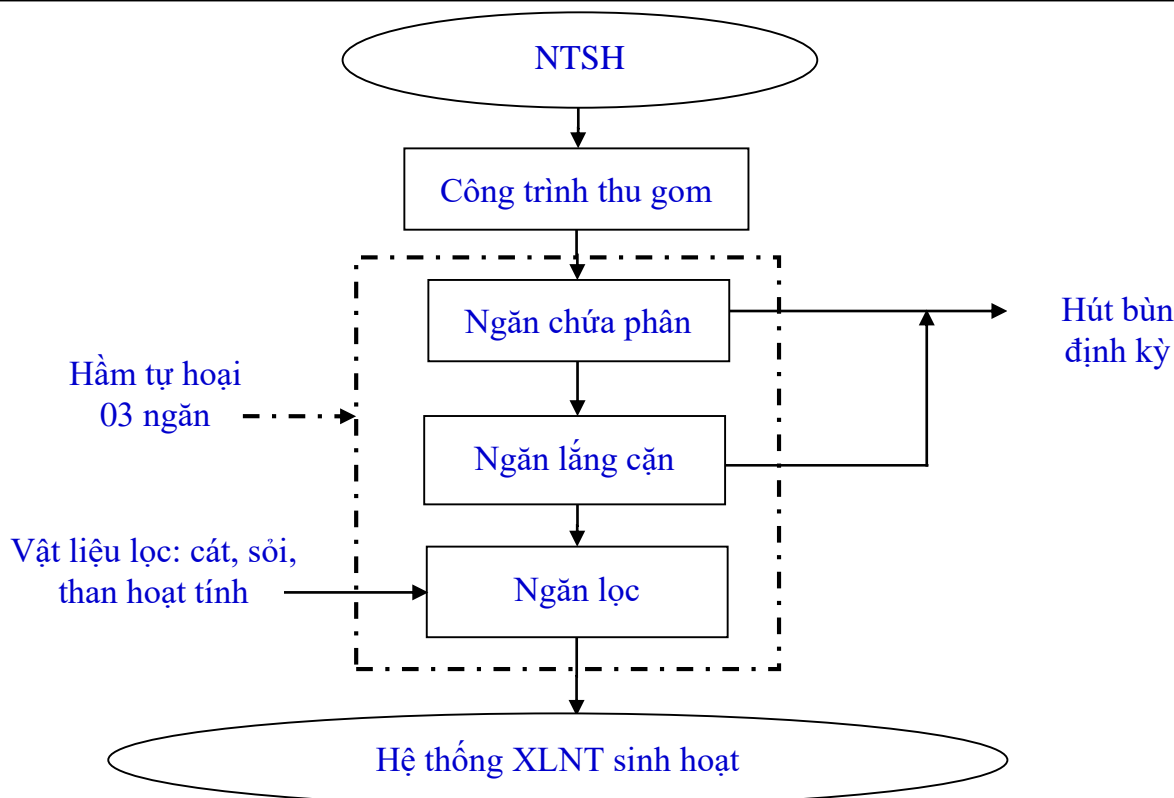 NTSH
Công trình thu gom
Ngăn chứa phân
Hút bùn
định kỳ
Hầm tự hoại
03 ngăn
Ngăn lắng cặn
Vật liệu lọc: cát, sỏi,
than hoạt tính
Ngăn lọc
Hệ thống XLNT sinh hoạt